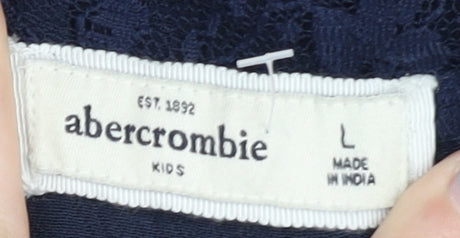 EST. 1892
abercrombie
KIDS
L
MADE
IN INDIA